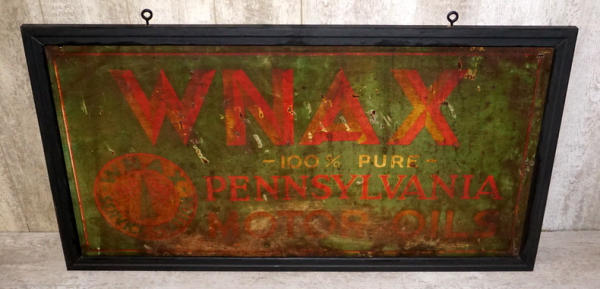 WNAX
- 100% PURE -
PENNSYLVANIA
MOTOR OILS